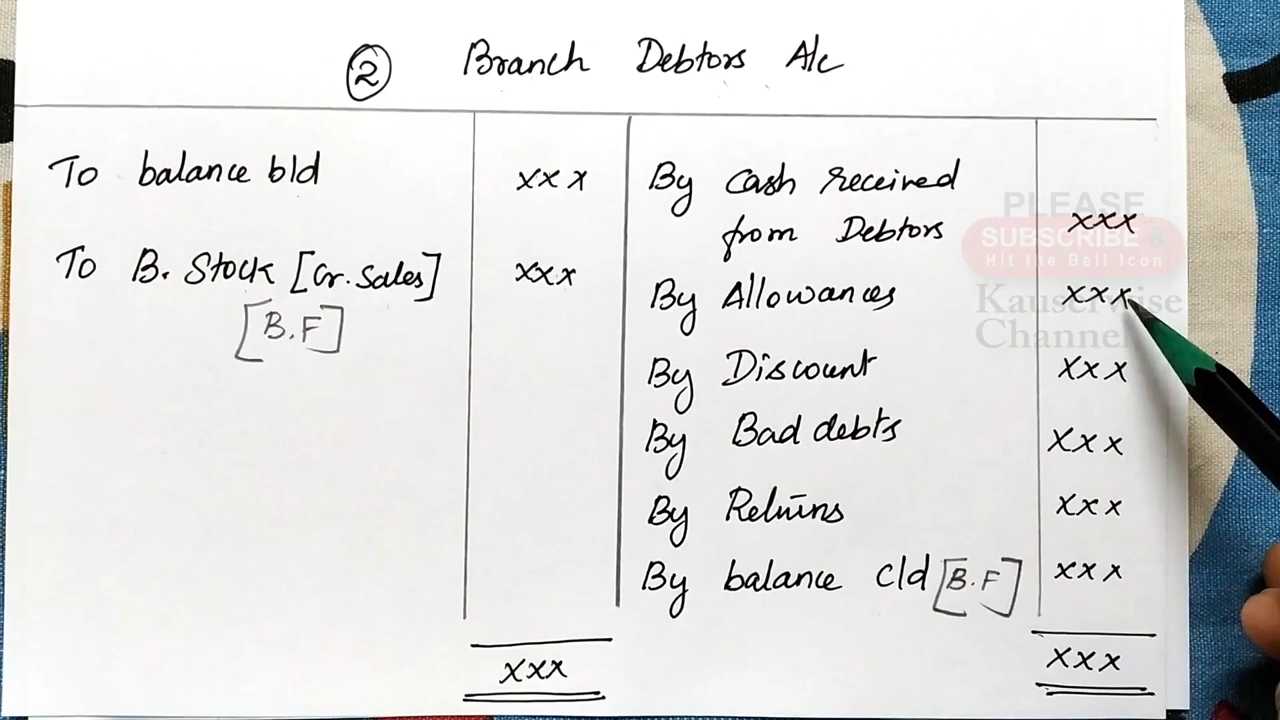 2 Branch Debtors A/c
To balance b/d xxx
By Cash received
from Debtors xxx
To B. Stock [Cr. Sales] xxx
[B.F]
By Allowances xxx
By Discount xxx
By Bad debts xxx
By Returns xxx
By balance c/d [B.F] xxx
xxx xxx
PLEASE
SUBSCRIBE &
Hit the Bell Icon
Kauserwise
Channel